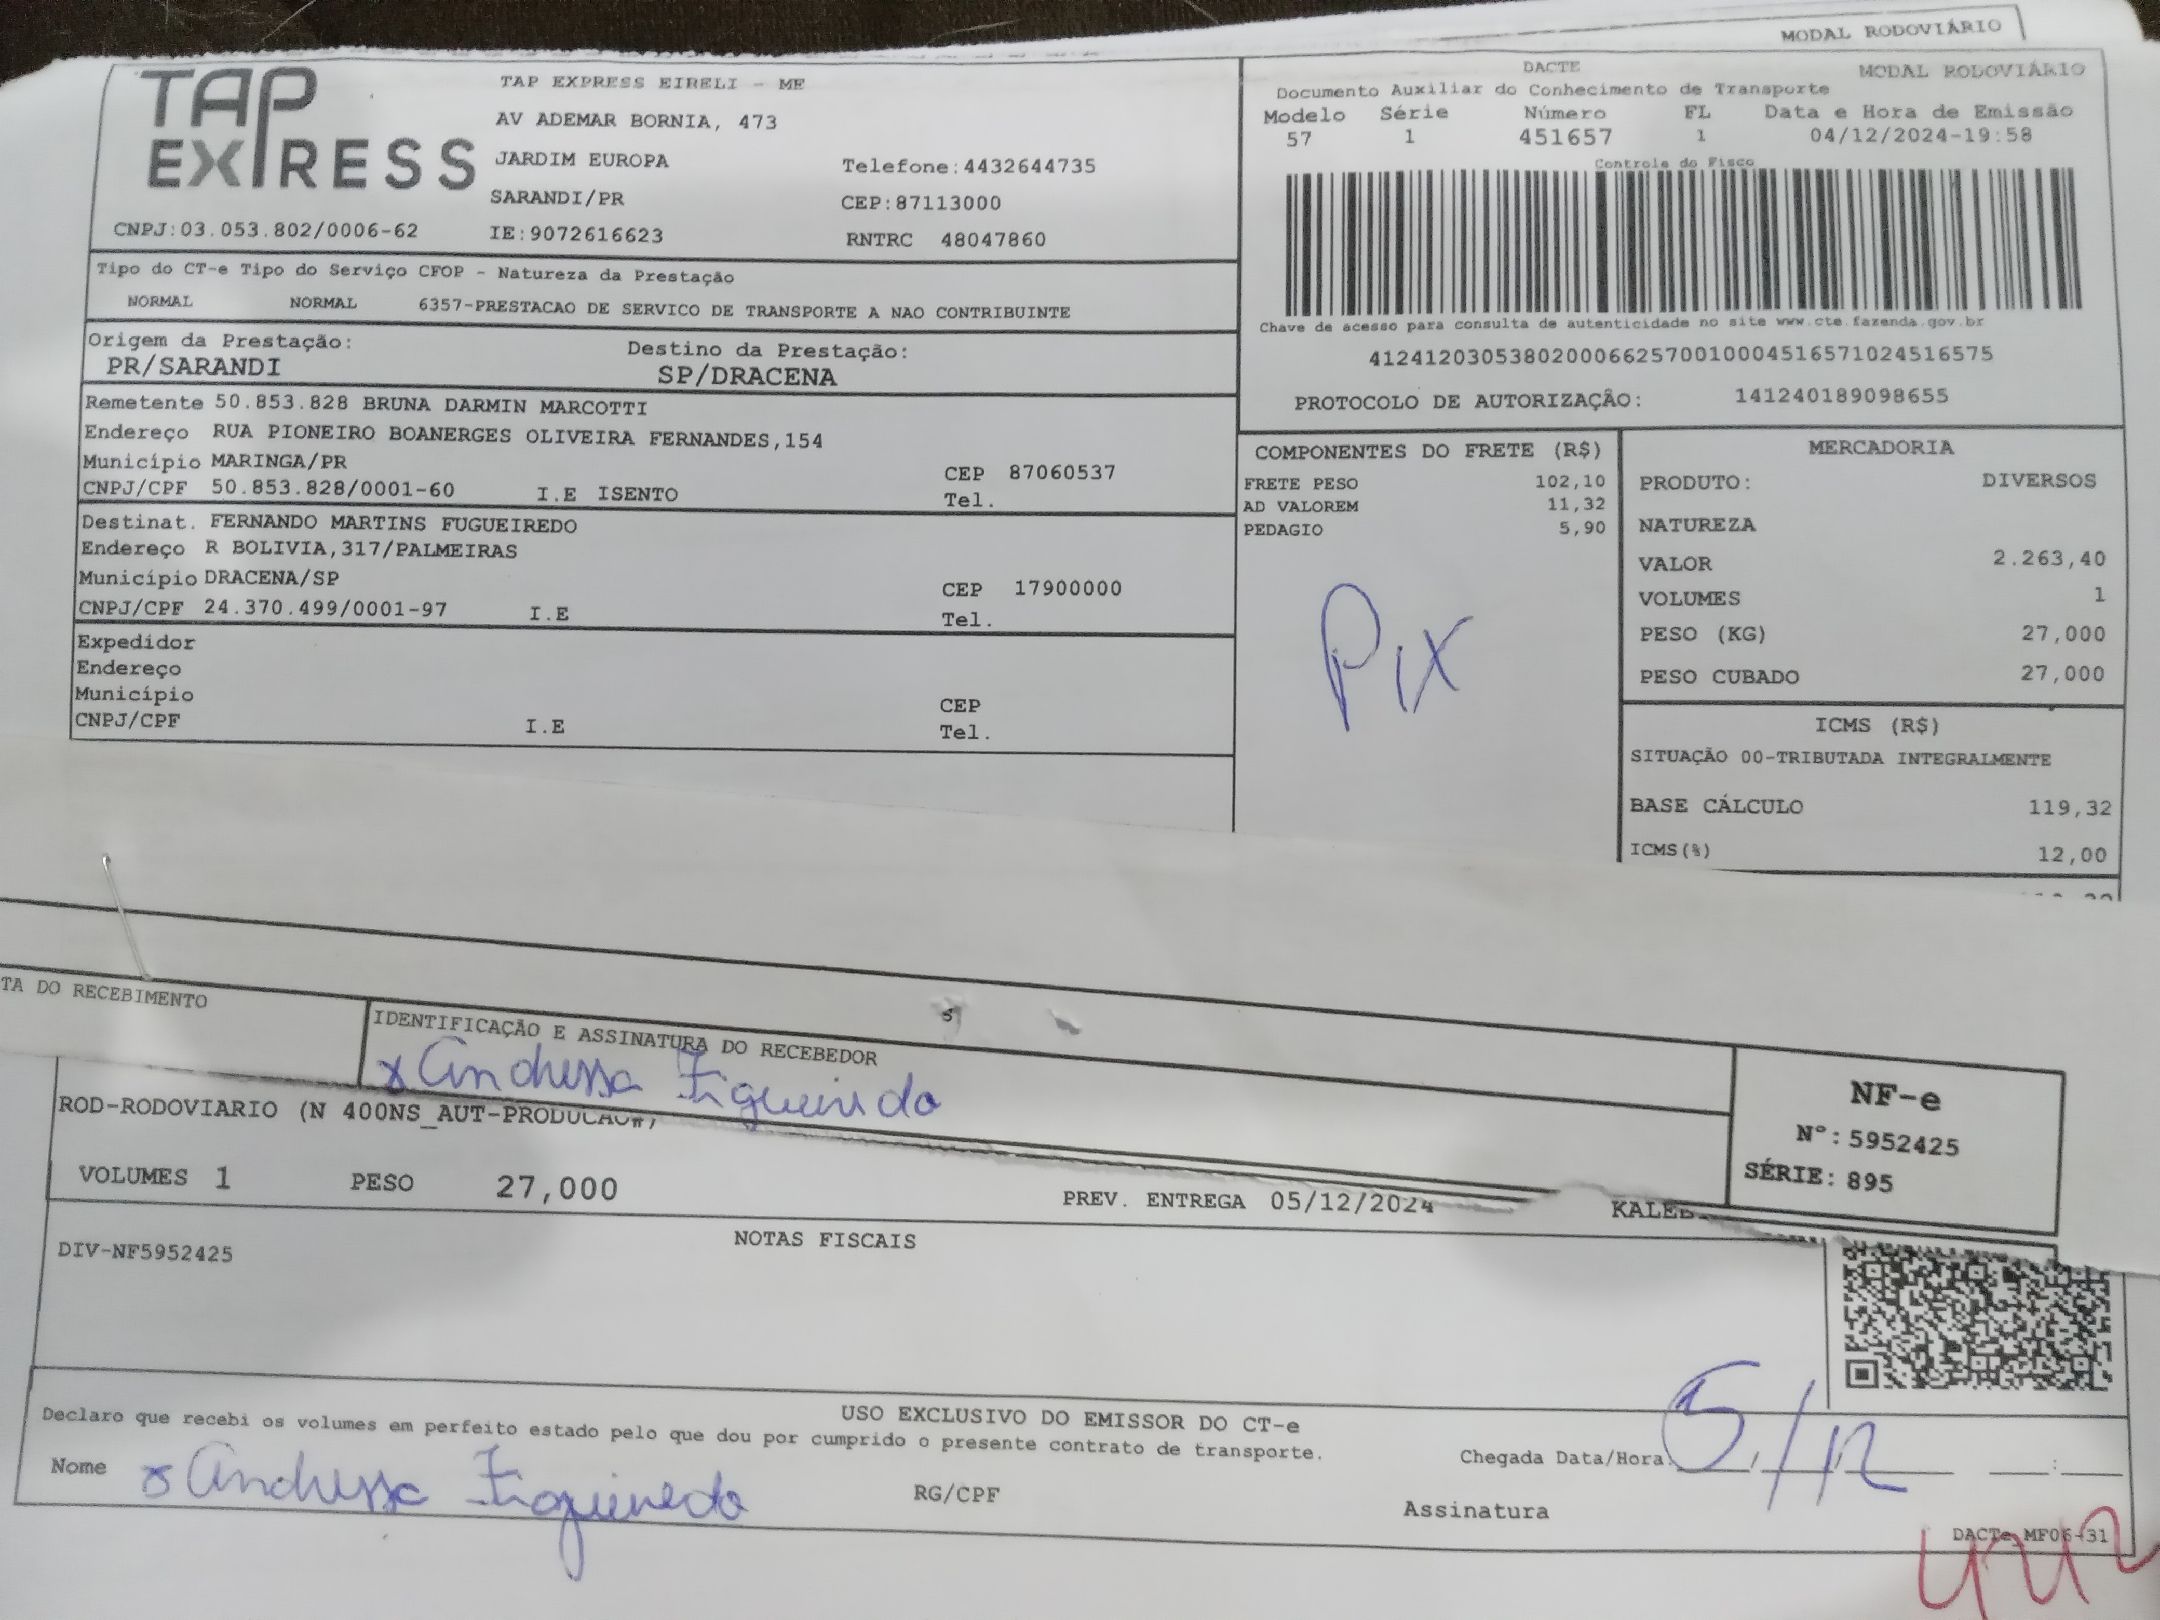 MODAL RODOVIÁRIO
TAP EXPRESS
TAP EXPRESS EIRELI - ME
AV ADEMAR BORNIA, 473
JARDIM EUROPA Telefone:4432644735
SARANDI/PR CEP:87113000
CNPJ:03.053.802/0006-62 IE:9072616623 RNTRC 48047860
DACTE MODAL RODOVIÁRIO
Documento Auxiliar do Conhecimento de Transporte
Modelo Série Número FL Data e Hora de Emissão
57 1 451657 1 04/12/2024-19:58
Controle do Fisco
Chave de acesso para consulta de autenticidade no site www.cte.fazenda.gov.br
41241203053802000662570010004516571024516575
PROTOCOLO DE AUTORIZAÇÃO: 141240189098655
Tipo do CT-e Tipo do Serviço CFOP - Natureza da Prestação
NORMAL NORMAL 6357-PRESTACAO DE SERVICO DE TRANSPORTE A NAO CONTRIBUINTE
Origem da Prestação: Destino da Prestação:
PR/SARANDI SP/DRACENA
Remetente 50.853.828 BRUNA DARMIN MARCOTTI
Endereço RUA PIONEIRO BOANERGES OLIVEIRA FERNANDES,154
Município MARINGA/PR CEP 87060537
CNPJ/CPF 50.853.828/0001-60 I.E ISENTO Tel.
Destinat. FERNANDO MARTINS FUGUEIREDO
Endereço R BOLIVIA,317/PALMEIRAS
Município DRACENA/SP CEP 17900000
CNPJ/CPF 24.370.499/0001-97 I.E Tel.
Expedidor
Endereço
Município CEP
CNPJ/CPF I.E Tel.
COMPONENTES DO FRETE (R$)
FRETE PESO 102,10
AD VALOREM 11,32
PEDAGIO 5,90
Pix
MERCADORIA
PRODUTO: DIVERSOS
NATUREZA
VALOR 2.263,40
VOLUMES 1
PESO (KG) 27,000
PESO CUBADO 27,000
ICMS (R$)
SITUAÇÃO 00-TRIBUTADA INTEGRALMENTE
BASE CÁLCULO 119,32
ICMS(%) 12,00
TA DO RECEBIMENTO
IDENTIFICAÇÃO E ASSINATURA DO RECEBEDOR
x Andressa Figueiredo
NF-e
Nº:5952425
SÉRIE: 895
ROD-RODOVIARIO (N 400NS_AUT-PRODUCAO#)
VOLUMES 1 PESO 27,000 PREV. ENTREGA 05/12/2024
NOTAS FISCAIS
DIV-NF5952425
USO EXCLUSIVO DO EMISSOR DO CT-e
Declaro que recebi os volumes em perfeito estado pelo que dou por cumprido o presente contrato de transporte.
Nome x Andressa Figueiredo RG/CPF
Chegada Data/Hora 5/12
Assinatura
DACTe MF06-31